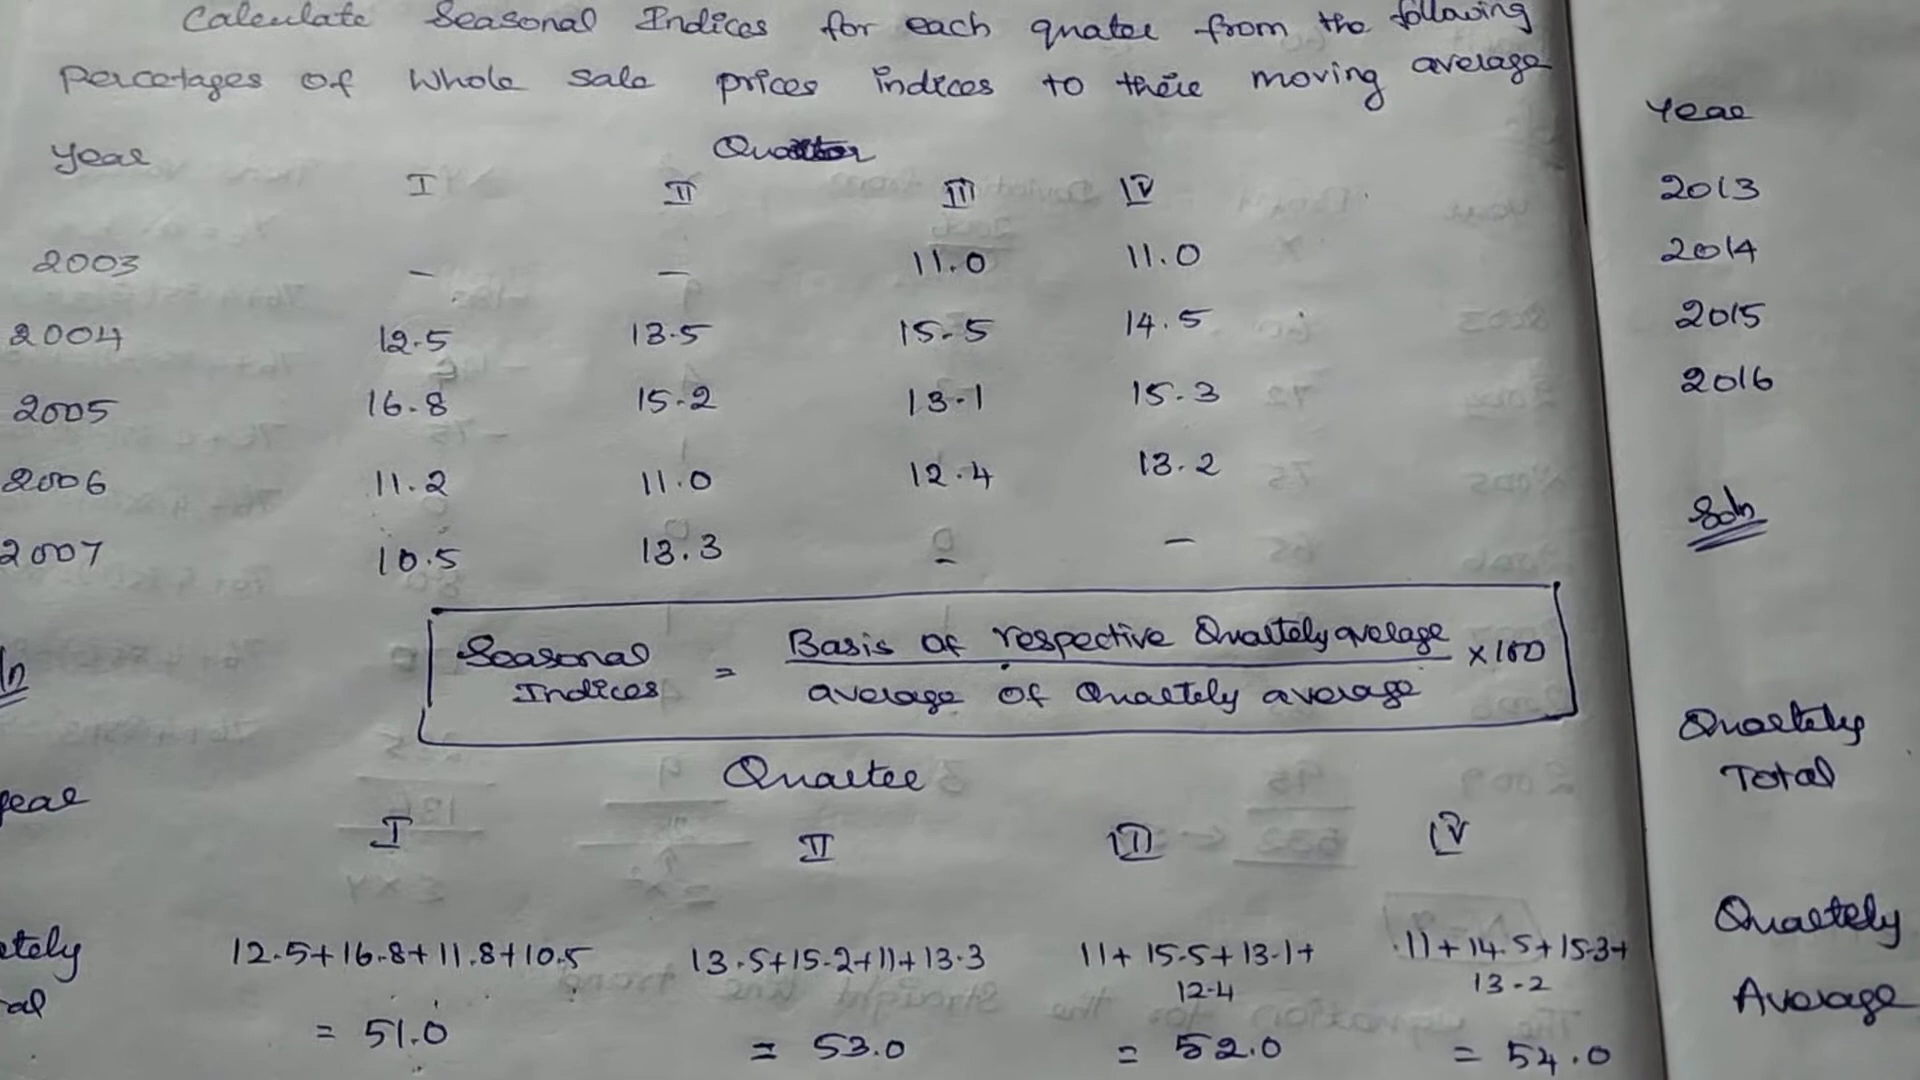 Calculate Seasonal Indices for each quater from the following
Percetages of Whole Sale prices indices to their moving average
Year Quarter
I II III IV
2003 – – 11.0 11.0
2004 12.5 13.5 15.5 14.5
2005 16.8 15.2 13.1 15.3
2006 11.2 11.0 12.4 13.2
2007 10.5 13.3 – –
Seasonal Indices = Basis of respective Quartely average / average of Quartely average × 100
Quarter
I II III IV
12.5+16.8+11.8+10.5 13.5+15.2+11+13.3 11+ 15.5+13.1+ 11+14.5+15.3+
12.4 13.2
= 51.0 = 53.0 = 52.0 = 54.0
Year
2013
2014
2015
2016
Soln
Quartely
Total
Quartely
Average